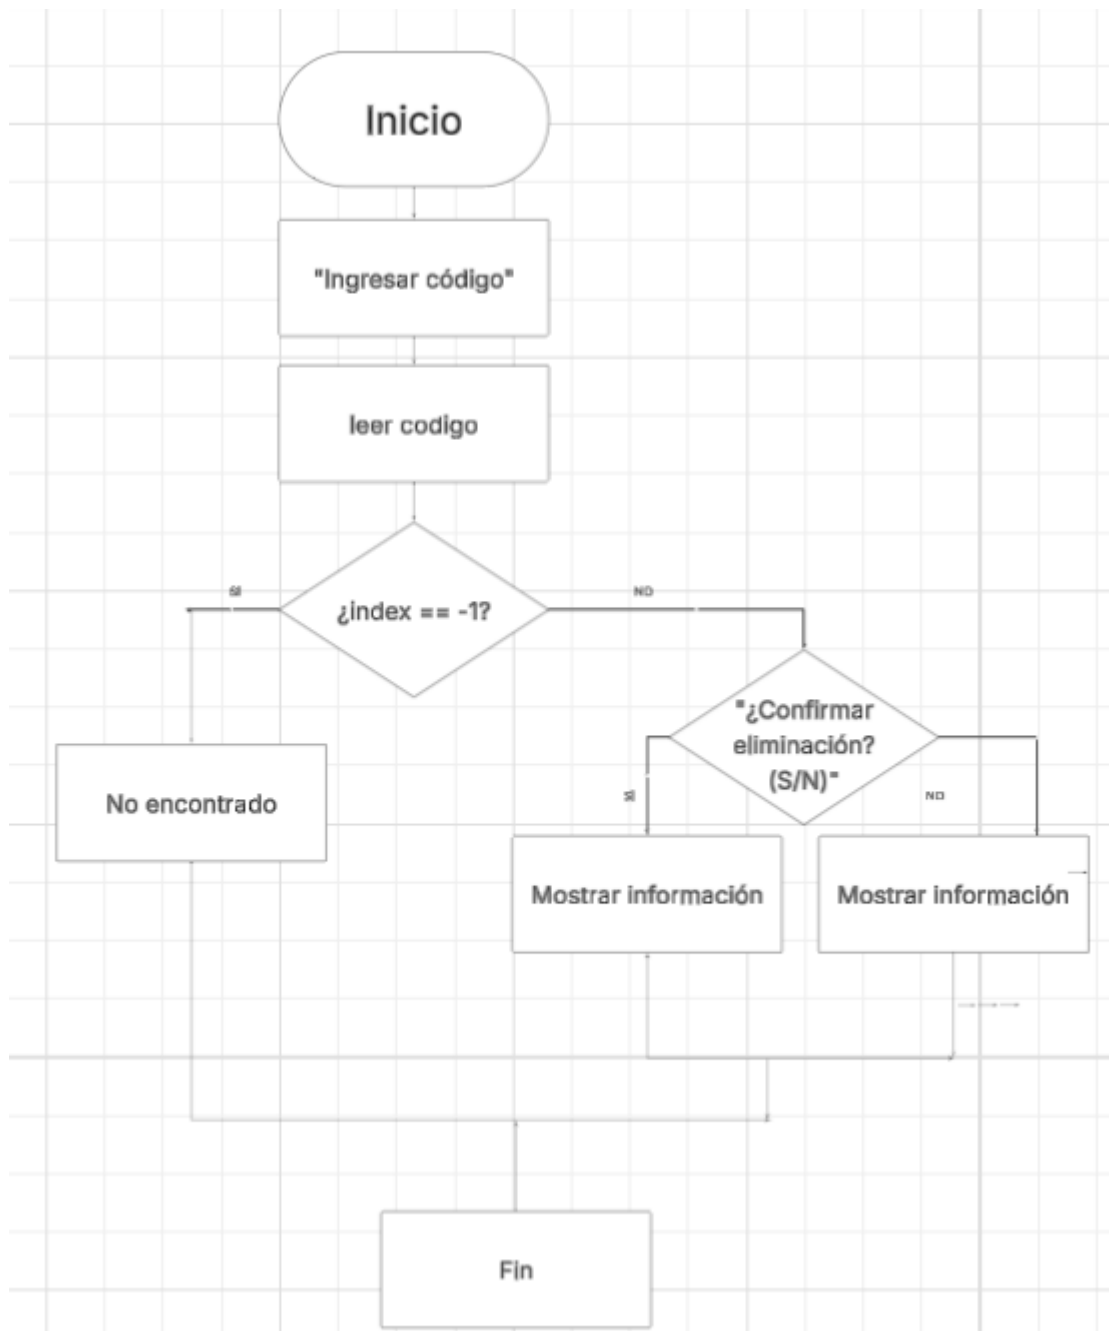 Inicio
"Ingresar código"
leer codigo
SI
NO
¿index == -1?
"¿Confirmar
eliminación?
(S/N)"
SI
NO
No encontrado
Mostrar información
Mostrar información
Fin